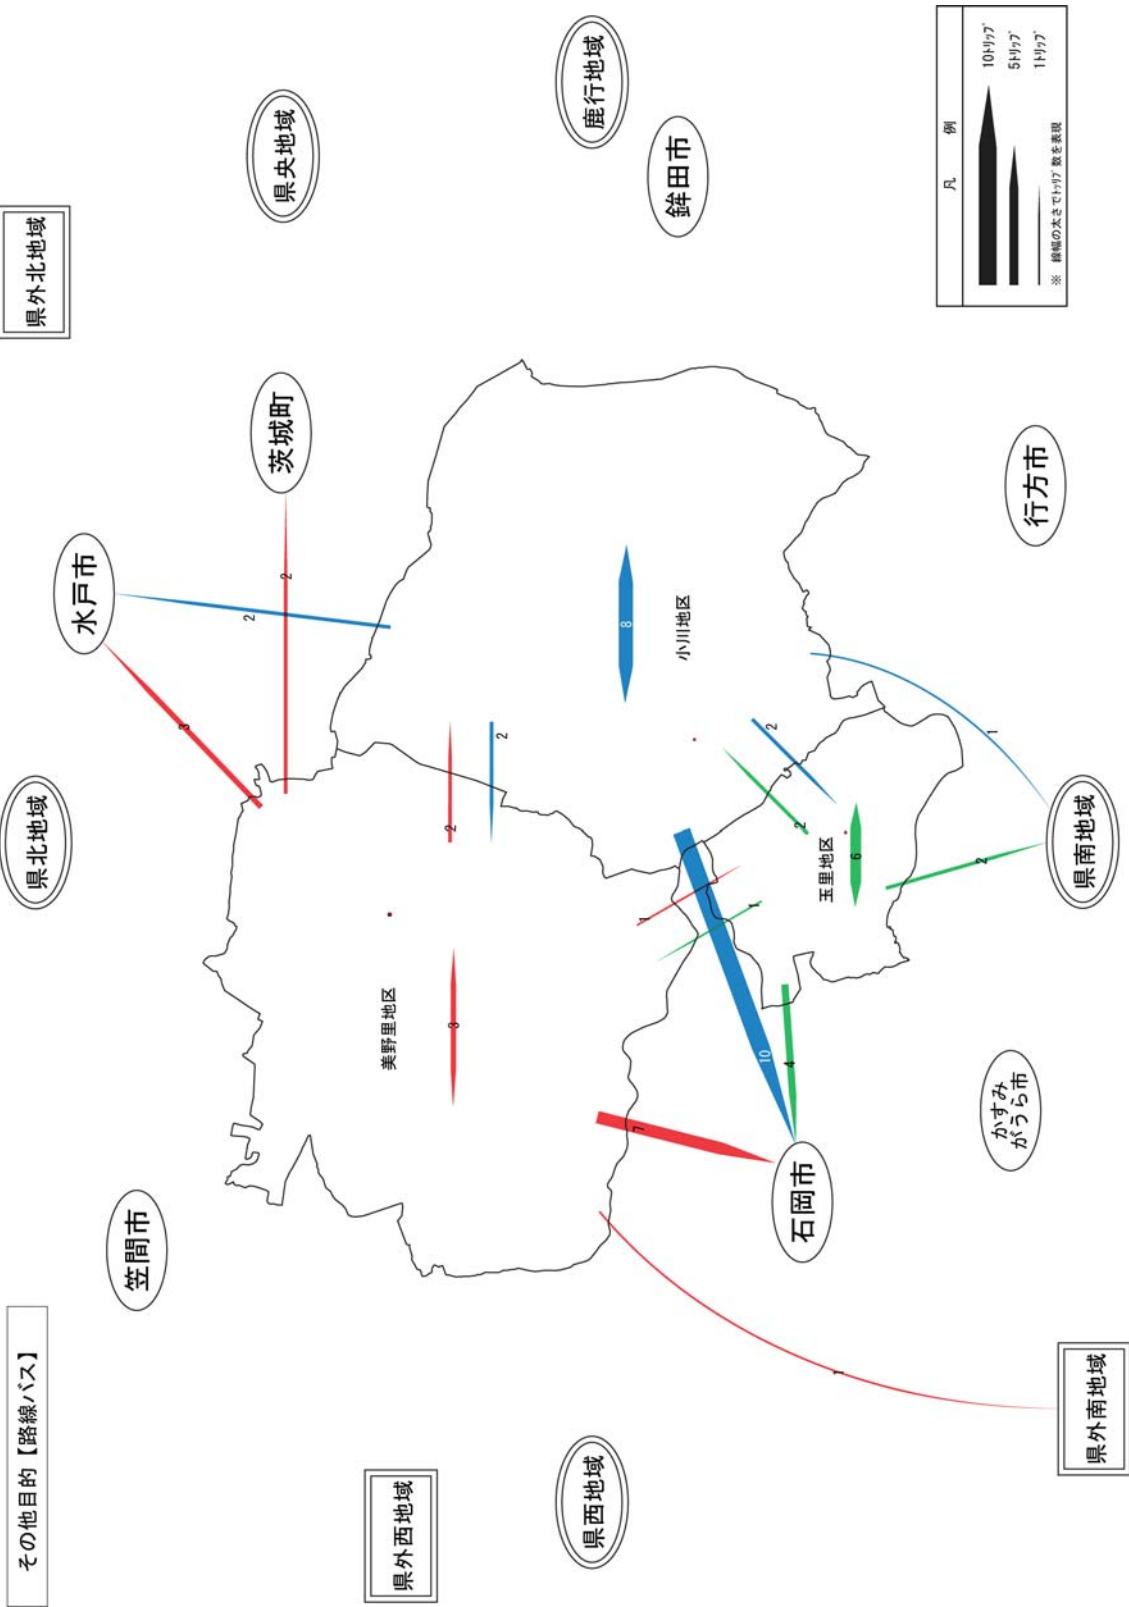 その他目的【路線バス】
県外北地域
県北地域
水戸市
県央地域
茨城町
笠間市
3
2
2
鹿行地域
鉾田市
美野里地区
3
2
2
8
小川地区
県外西地域
県西地域
7
1
1
10
2
2
玉里地区
6
4
石岡市
1
2
1
かすみ
がうら市
県南地域
行方市
県外南地域
凡 例
10トリップ
5トリップ
1トリップ
※ 線幅の太さでトリップ数を表現